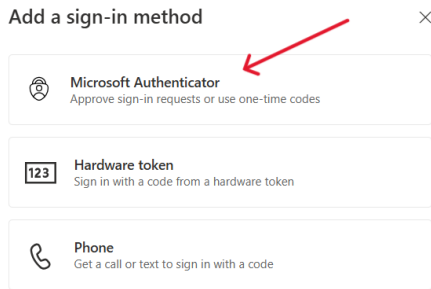 Add a sign-in method
Microsoft Authenticator
Approve sign-in requests or use one-time codes
123
Hardware token
Sign in with a code from a hardware token
Phone
Get a call or text to sign in with a code